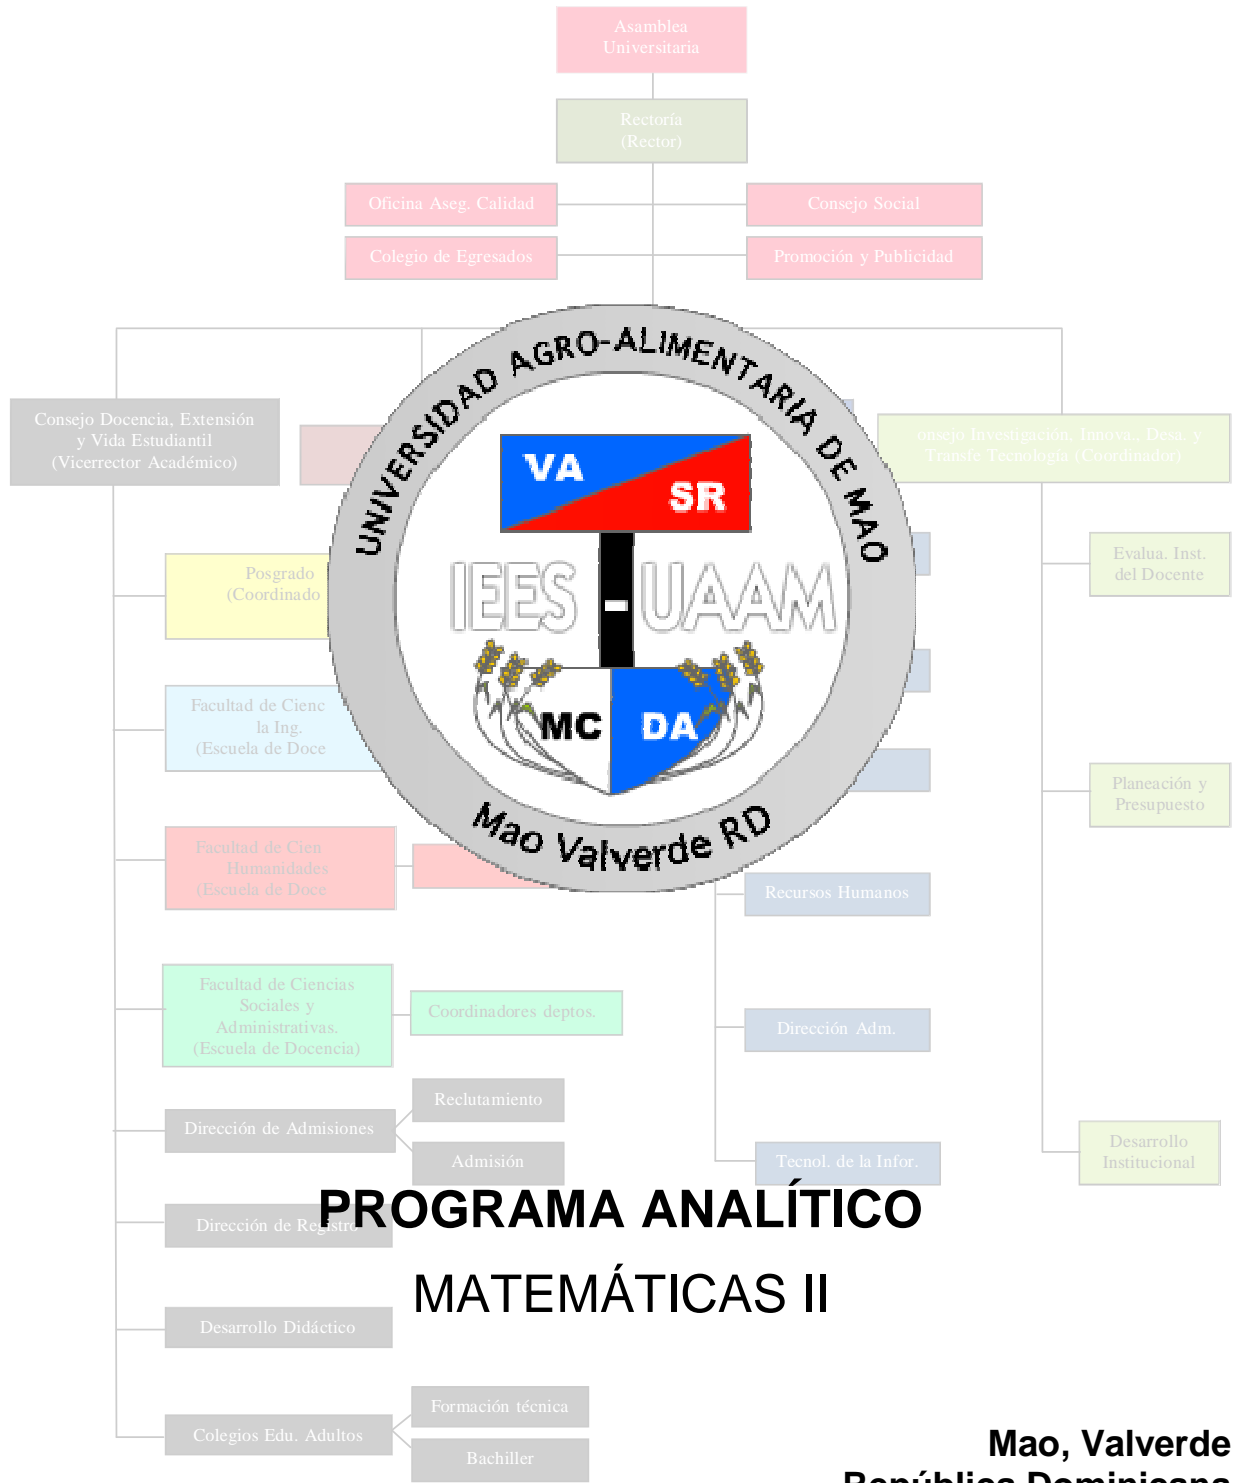 Asamblea
Universitaria
Rectoría
(Rector)
Oficina Aseg. Calidad
Consejo Social
Colegio de Egresados
Promoción y Publicidad
UNIVERSIDAD AGRO-ALIMENTARIA DE MAO
Consejo Docencia, Extensión
y Vida Estudiantil
(Vicerrector Académico)
onsejo Investigación, Innova., Desa. y
Transfe Tecnología (Coordinador)
VA
SR
IEES - UAAM
MC
DA
Mao Valverde RD
Posgrado
(Coordinado
Evalua. Inst.
del Docente
Facultad de Cienc
la Ing.
(Escuela de Doce
Planeación y
Presupuesto
Facultad de Cien
Humanidades
(Escuela de Doce
Recursos Humanos
Facultad de Ciencias
Sociales y
Administrativas.
(Escuela de Docencia)
Coordinadores deptos.
Dirección Adm.
Reclutamiento
Dirección de Admisiones
Admisión
Tecnol. de la Infor.
Desarrollo
Institucional
PROGRAMA ANALÍTICO
Dirección de Registro
MATEMÁTICAS II
Desarrollo Didáctico
Formación técnica
Colegios Edu. Adultos
Bachiller
Mao, Valverde
República Dominicana